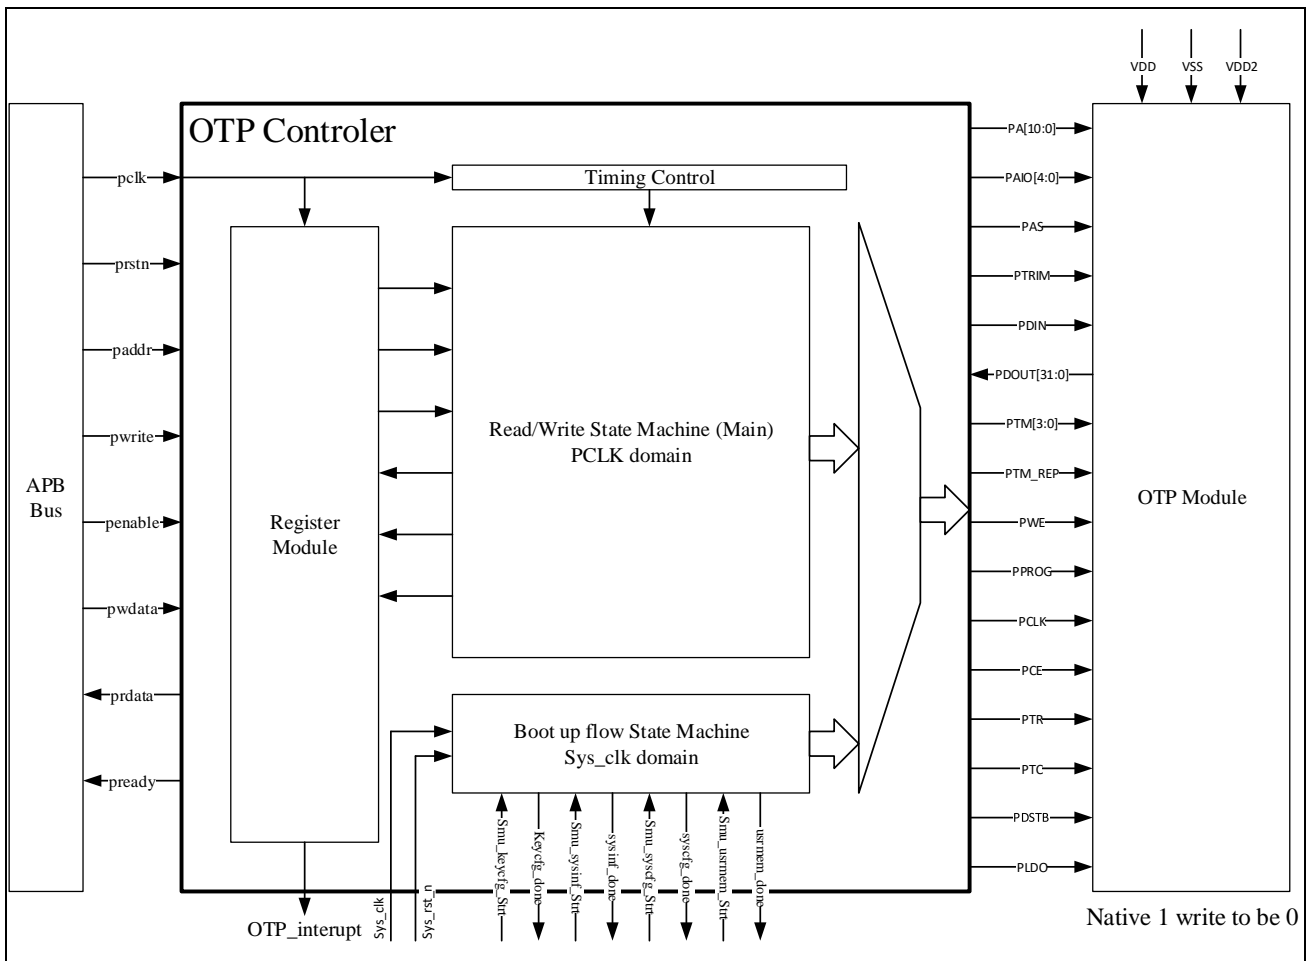 VDD
VSS
VDD2
OTP Controler
PA[10:0]
pclk
Timing Control
PAIO[4:0]
PAS
prstn
PTRIM
PDIN
paddr
PDOUT[31:0]
PTM[3:0]
pwrite
Read/Write State Machine (Main)
PCLK domain
PTM_REP
APB
Bus
OTP Module
penable
Register
Module
PWE
PPROG
pwdata
PCLK
PCE
prdata
PTR
Boot up flow State Machine
Sys_clk domain
pready
PTC
PDSTB
PLDO
Smu_keycfg_Strt
Keycfg_done
Smu_sysinf_Strt
sysinf_done
Smu_syscfg_Strt
syscfg_done
Smu_usrmem_Strt
usrmem_done
Sys_clk
Sys_rst_n
OTP_interupt
Native 1 write to be 0